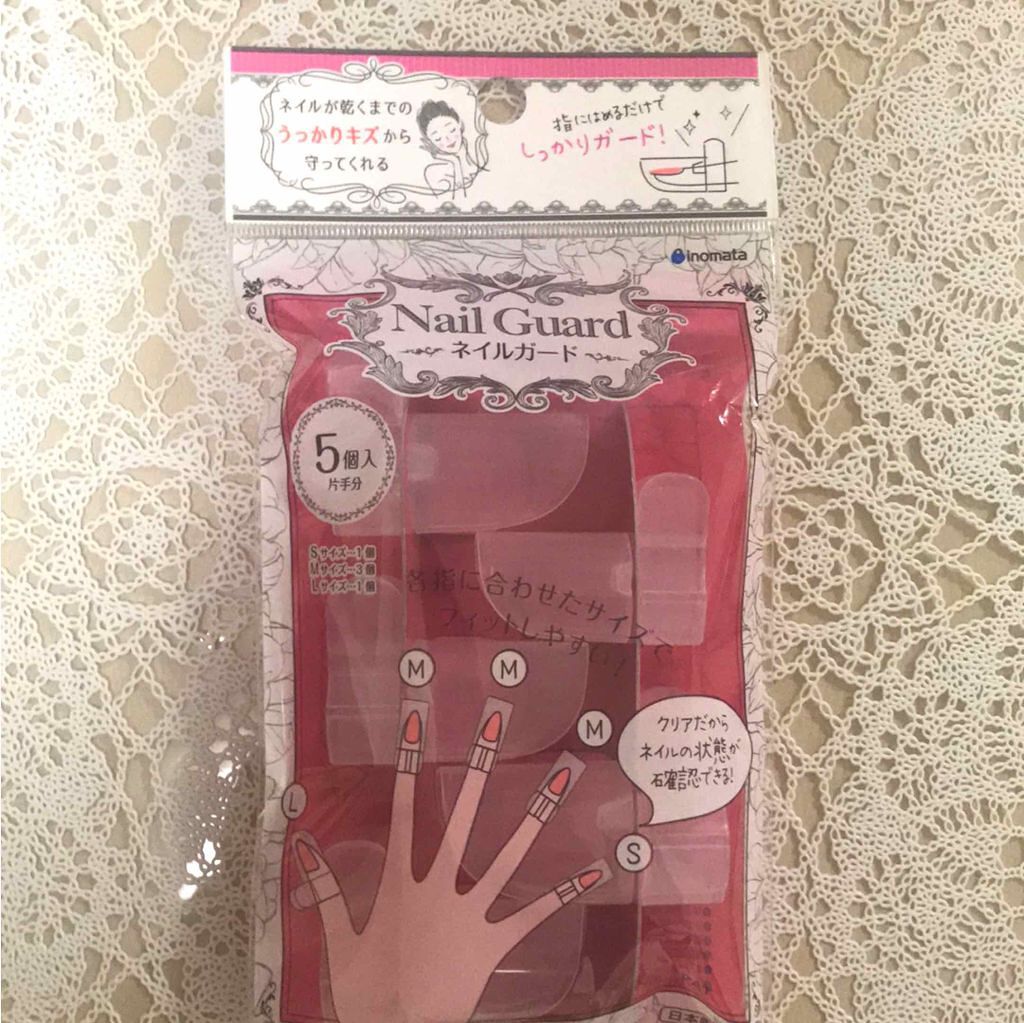 ネイルが乾くまでの
うっかりキズから
守ってくれる
指にはめるだけで
しっかりガード!
inomata
Nail Guard
ネイルガード
5個入
片手分
Sサイズ…1個
Mサイズ…3個
Lサイズ…1個
各指に合わせたサイズで
フィットしやすい!
M
M
M
クリアだから
ネイルの状態が
確認できる!
L
S
日本